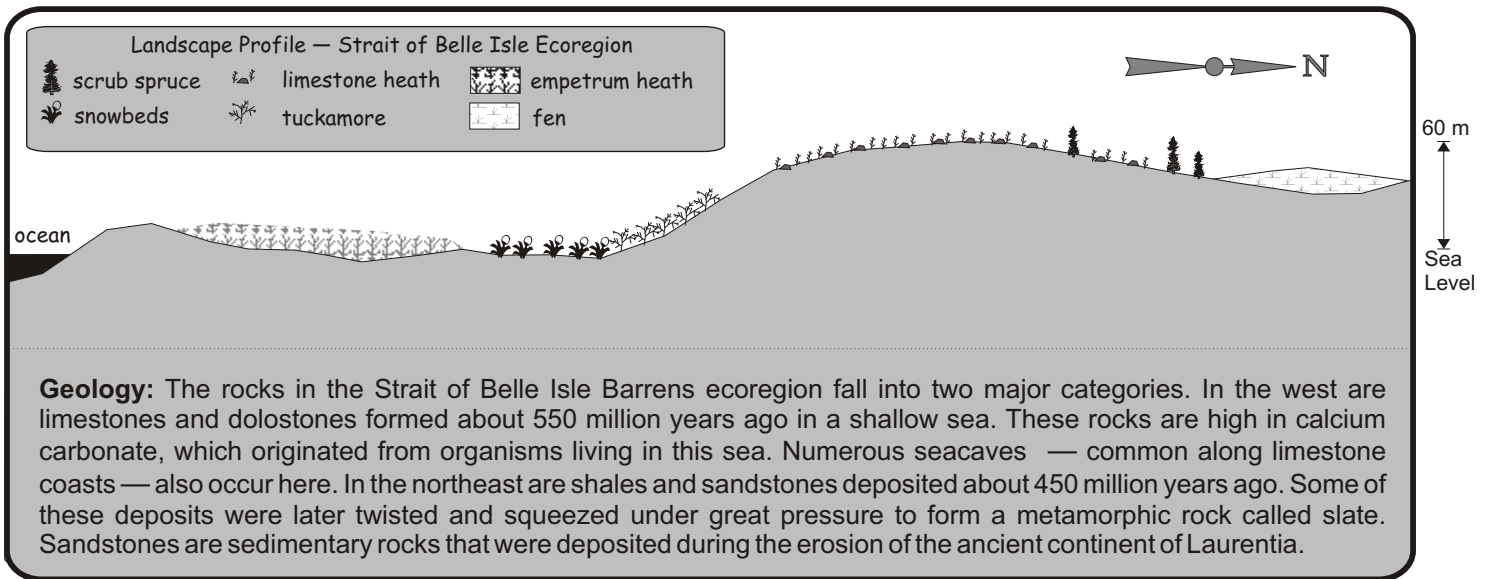 Landscape Profile — Strait of Belle Isle Ecoregion
scrub spruce limestone heath empetrum heath
snowbeds tuckamore fen
N
60 m
ocean
Sea
Level
Geology: The rocks in the Strait of Belle Isle Barrens ecoregion fall into two major categories. In the west are
limestones and dolostones formed about 550 million years ago in a shallow sea. These rocks are high in calcium
carbonate, which originated from organisms living in this sea. Numerous seacaves — common along limestone
coasts — also occur here. In the northeast are shales and sandstones deposited about 450 million years ago. Some of
these deposits were later twisted and squeezed under great pressure to form a metamorphic rock called slate.
Sandstones are sedimentary rocks that were deposited during the erosion of the ancient continent of Laurentia.